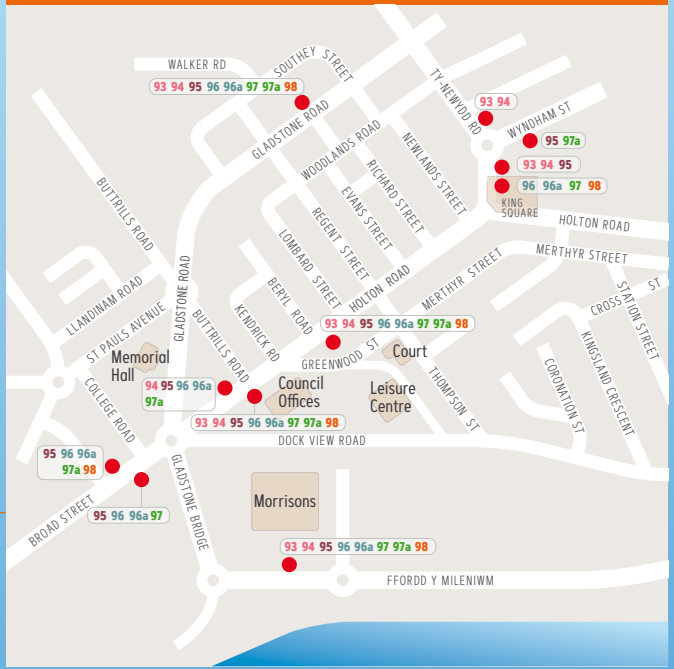 WALKER RD
SOUTHEY STREET
93 94 95 96 96a 97 97a 98
GLADSTONE ROAD
WOODLANDS ROAD
TY-NEWYDD RD
93 94
WYNDHAM ST
95 97a
93 94 95
96 96a 97 98
KING
SQUARE
NEWLANDS STREET
RICHARD STREET
EVANS STREET
REGENT STREET
LOMBARD STREET
BUTTRILLS ROAD
HOLTON ROAD
HOLTON ROAD
MERTHYR STREET
MERTHYR STREET
CROSS ST
STATION STREET
LLANDINAM ROAD
ST PAULS AVENUE
GLADSTONE ROAD
BUTTRILLS ROAD
KENDRICK RD
BERYL ROAD
93 94 95 96 96a 97 97a 98
GREENWOOD ST
Court
Memorial
Hall
94 95 96 96a
97a
Council
Offices
Leisure
Centre
THOMPSON ST
CORONATION ST
KINGSLAND CRESCENT
93 94 95 96 96a 97 97a 98
COLLEGE ROAD
DOCK VIEW ROAD
95 96 96a
97a 98
95 96 96a 97
BROAD STREET
GLADSTONE BRIDGE
Morrisons
93 94 95 96 96a 97 97a 98
FFORDD Y MILENIWM